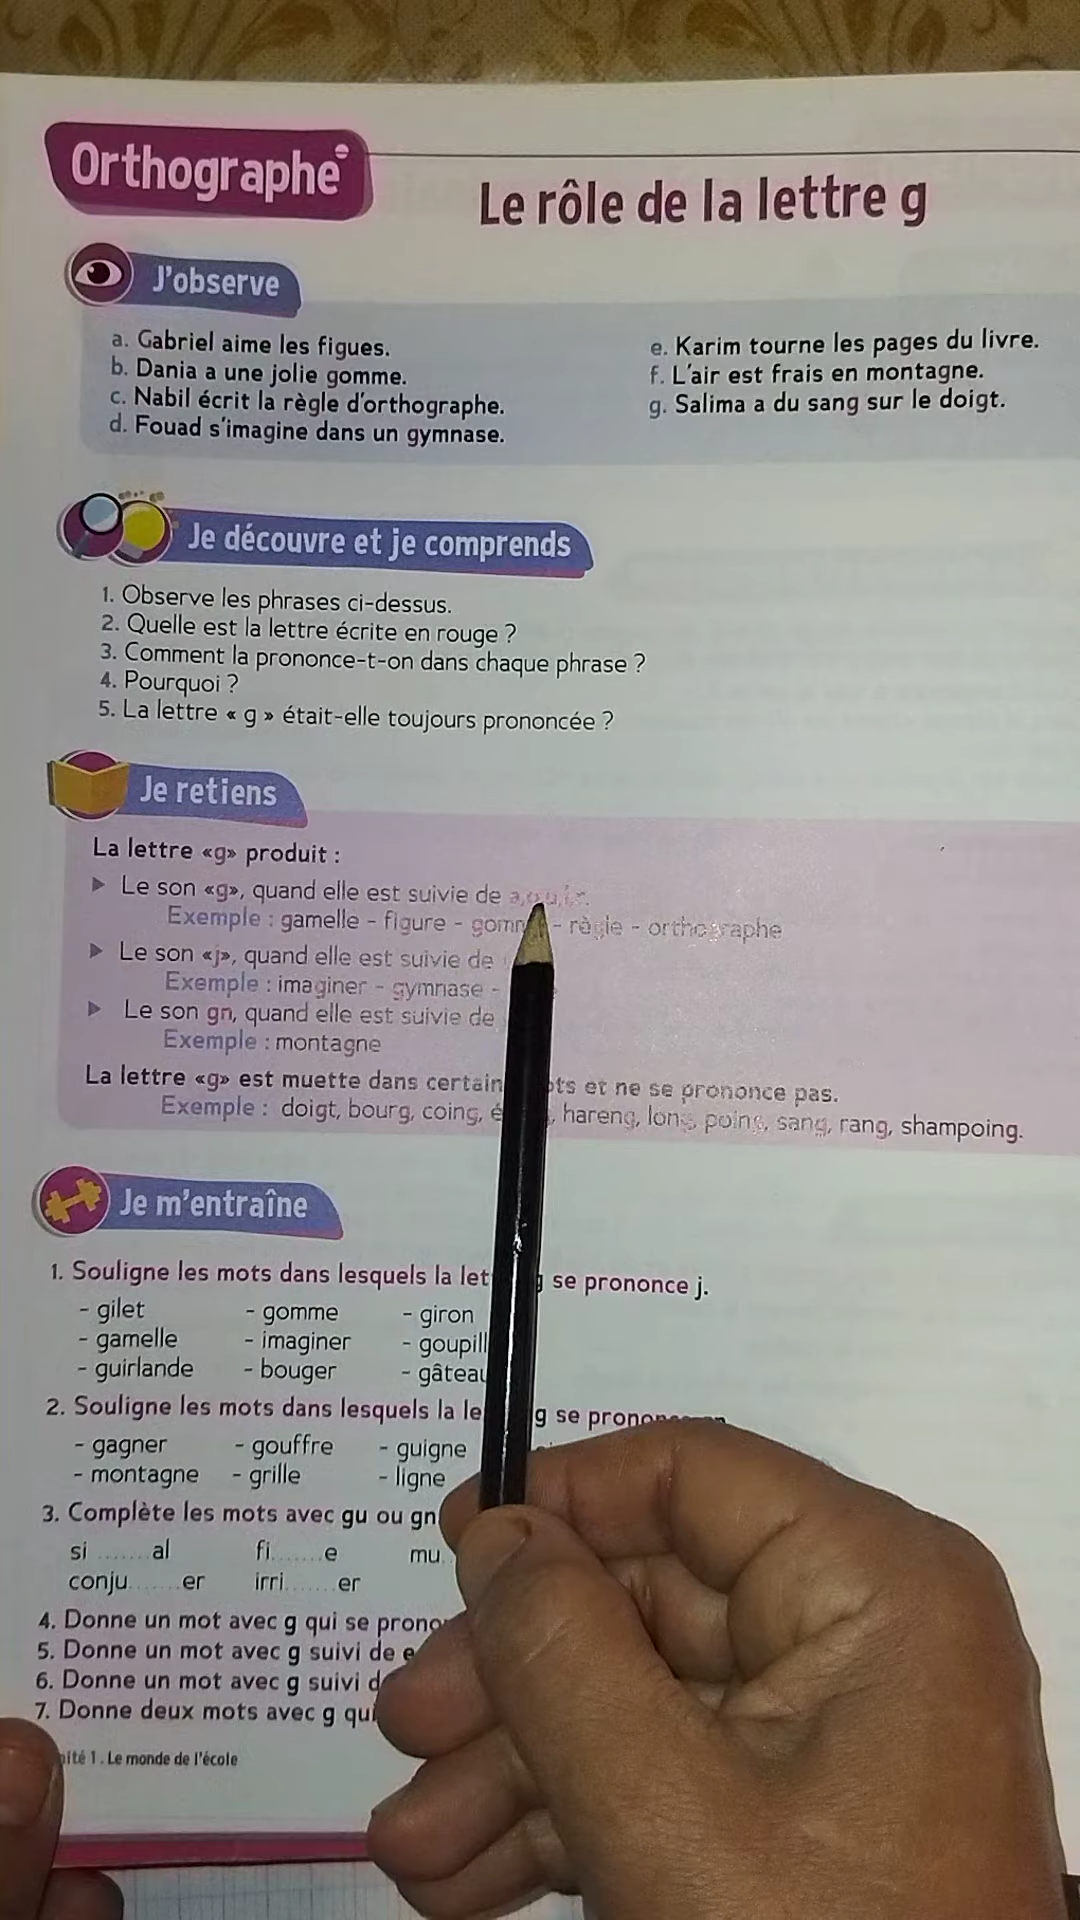 Orthographe
Le rôle de la lettre g
J'observe
a. Gabriel aime les figues.
b. Dania a une jolie gomme.
c. Nabil écrit la règle d'orthographe.
d. Fouad s'imagine dans un gymnase.
e. Karim tourne les pages du livre.
f. L'air est frais en montagne.
g. Salima a du sang sur le doigt.
Je découvre et je comprends
1. Observe les phrases ci-dessus.
2. Quelle est la lettre écrite en rouge ?
3. Comment la prononce-t-on dans chaque phrase ?
4. Pourquoi ?
5. La lettre « g » était-elle toujours prononcée ?
Je retiens
La lettre «g» produit :
Le son «g», quand elle est suivie de
Exemple : gamelle - figure - - règle - orthographe
Le son «j», quand elle est suivie de
Exemple : imaginer - gymnase -
Le son gn, quand elle est suivie de
Exemple : montagne
La lettre «g» est muette dans et ne se prononce pas.
Exemple : doigt, bourg, coing, hareng, long, poing, sang, rang, shampoing.
Je m'entraîne
1. Souligne les mots dans lesquels la se prononce j.
- gilet - gomme - giron
- gamelle - imaginer
- guirlande - bouger
2. Souligne les mots dans lesquels la g se
- gagner - gouffre - guigne
- montagne - grille - ligne
3. Complète les mots avec gu ou gn
si ....... al fi....... e mu
conju....... er irri....... er
4. Donne un mot avec g qui se
5. Donne un mot avec g suivi de e
6. Donne un mot avec g suivi
7. Donne deux mots avec g qui
1. Le monde de l'école